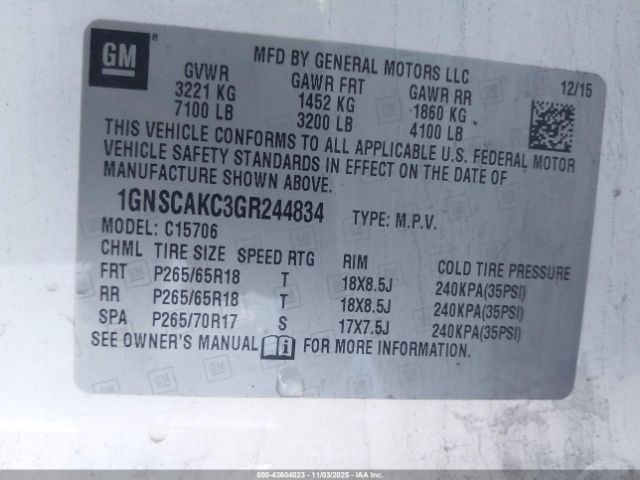 GM ®
MFD BY GENERAL MOTORS LLC
GVWR GAWR FRT GAWR RR 12/15
3221 KG 1452 KG 1860 KG
7100 LB 3200 LB 4100 LB
THIS VEHICLE CONFORMS TO ALL APPLICABLE U.S. FEDERAL MOTOR
VEHICLE SAFETY STANDARDS IN EFFECT ON THE DATE OF
MANUFACTURE SHOWN ABOVE.
1GNSCAKC3GR244834 TYPE: M.P.V.
MODEL: C15706
CHML TIRE SIZE SPEED RTG RIM COLD TIRE PRESSURE
FRT P265/65R18 T 18X8.5J 240KPA(35PSI)
RR P265/65R18 T 18X8.5J 240KPA(35PSI)
SPA P265/70R17 S 17X7.5J 240KPA(35PSI)
SEE OWNER'S MANUAL i FOR MORE INFORMATION.
000-43604023 - 11/03/2025 - IAAI.com